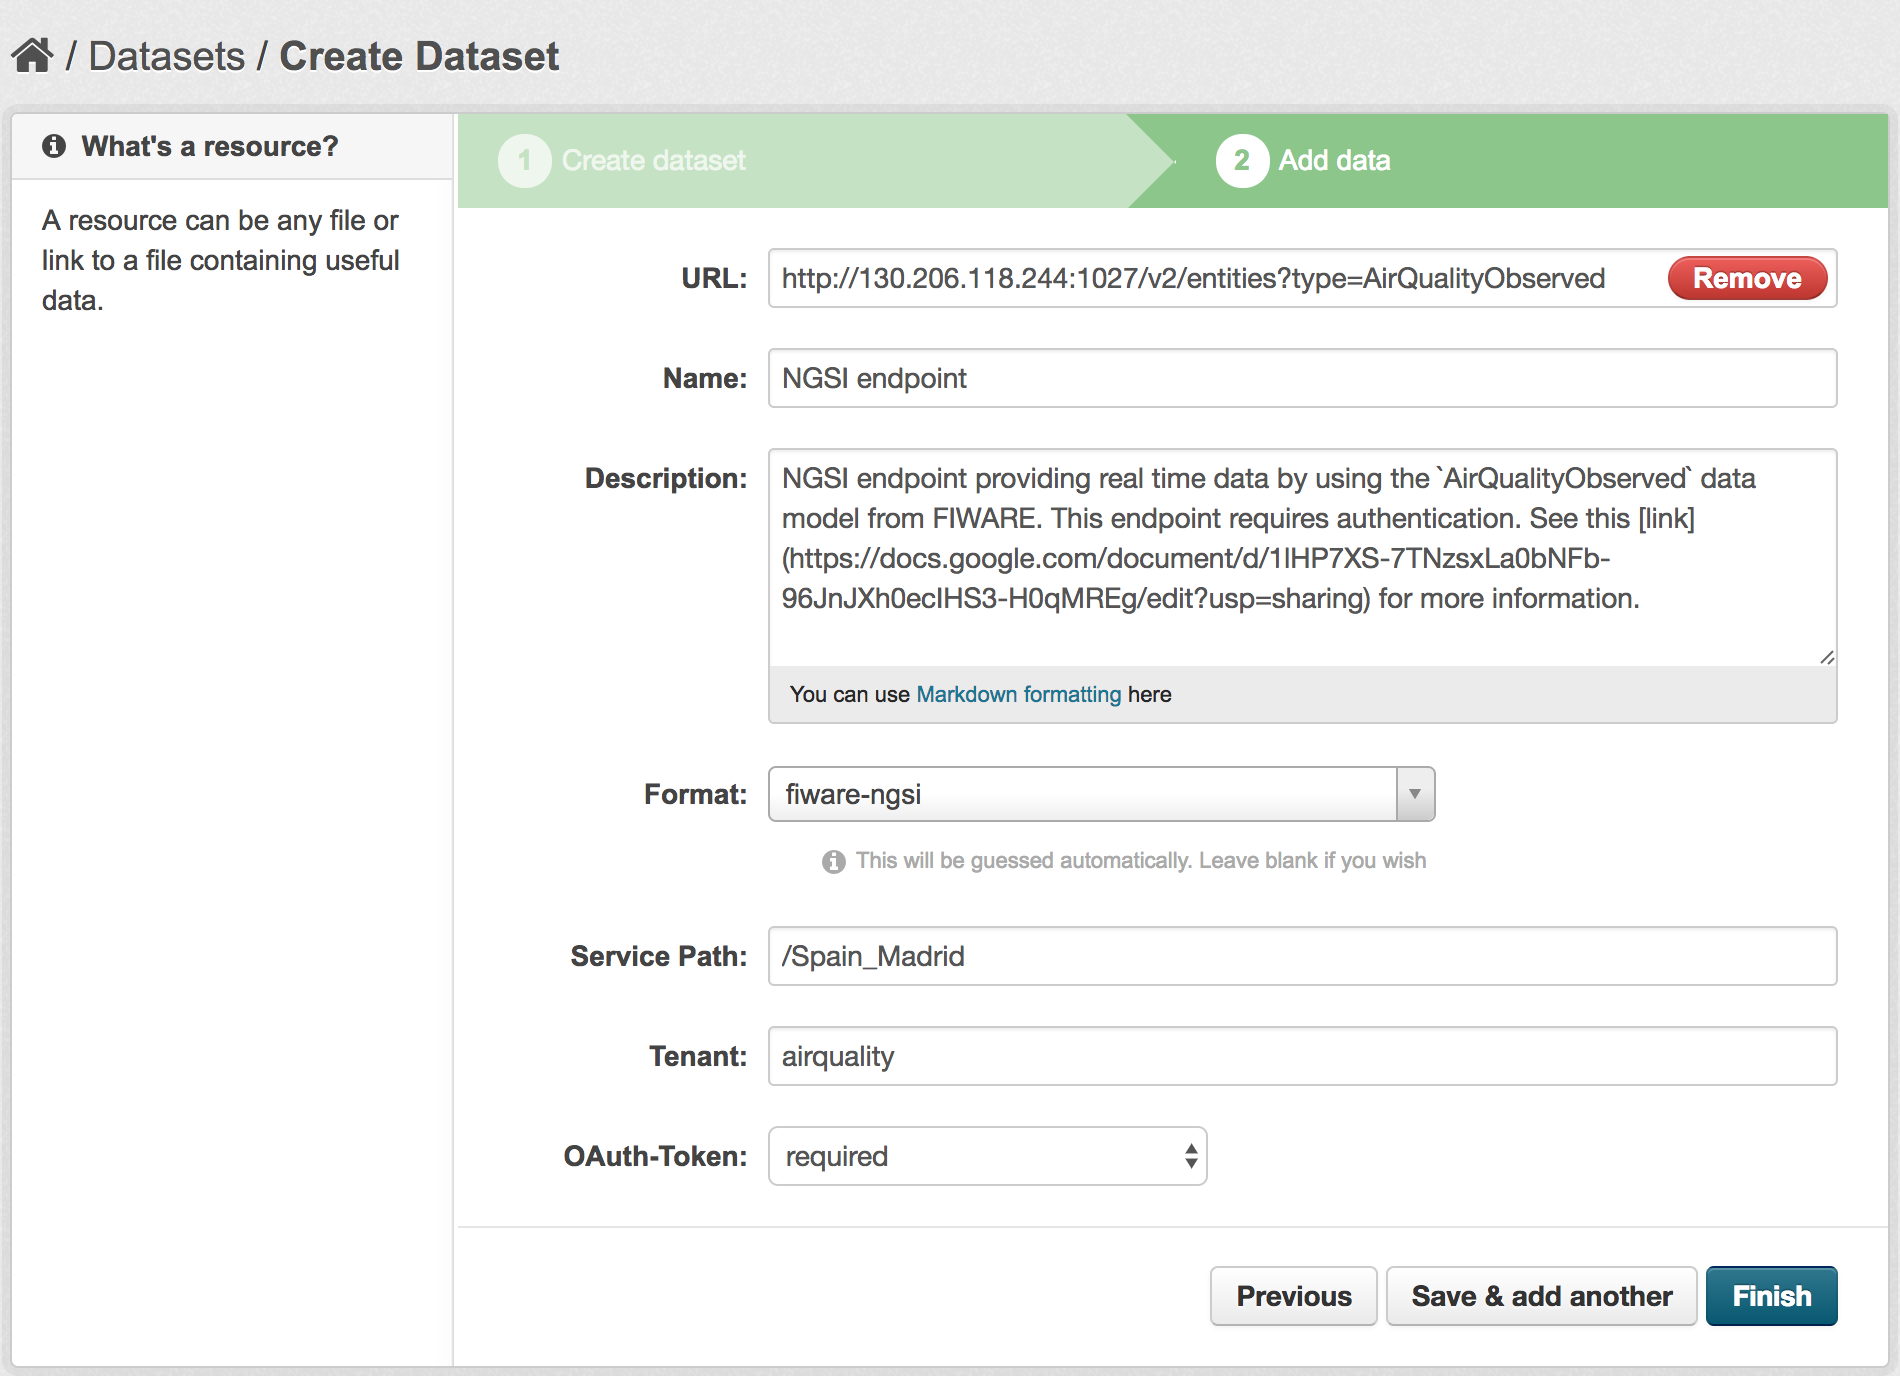 / Datasets / Create Dataset
What's a resource?
A resource can be any file or
link to a file containing useful
data.
1 Create dataset
2 Add data
URL: http://130.206.118.244:1027/v2/entities?type=AirQualityObserved Remove
Name: NGSI endpoint
Description: NGSI endpoint providing real time data by using the `AirQualityObserved` data
model from FIWARE. This endpoint requires authentication. See this [link]
(https://docs.google.com/document/d/1lHP7XS-7TNzsxLa0bNFb-
96JnJXh0ecIHS3-H0qMREg/edit?usp=sharing) for more information.
You can use Markdown formatting here
Format: fiware-ngsi
This will be guessed automatically. Leave blank if you wish
Service Path: /Spain_Madrid
Tenant: airquality
OAuth-Token: required
Previous Save & add another Finish